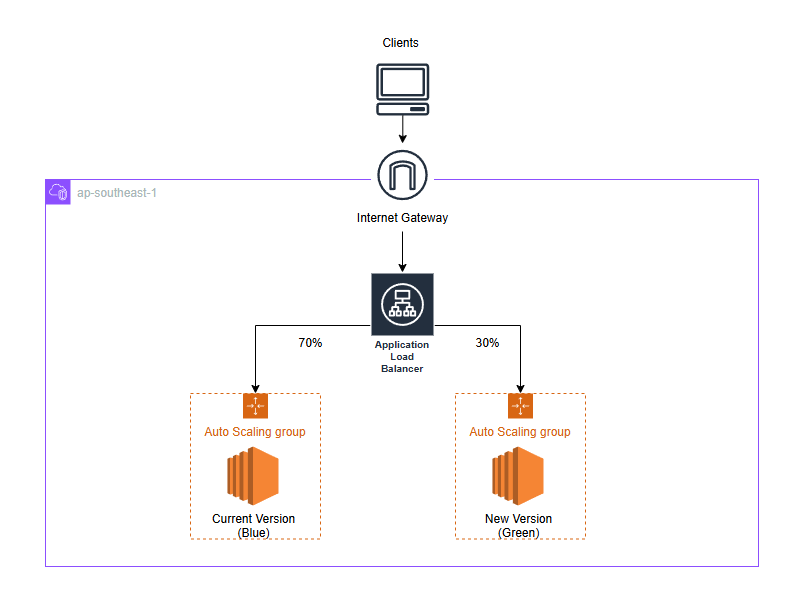 Clients
ap-southeast-1
Internet Gateway
70%
30%
Application
Load
Balancer
Auto Scaling group
Current Version
(Blue)
Auto Scaling group
New Version
(Green)